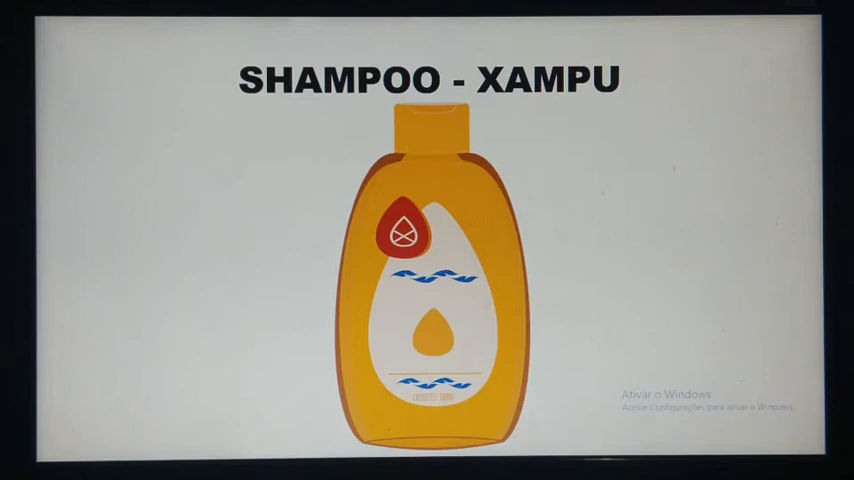 SHAMPOO - XAMPU
Ativar o Windows
Acesse Configurações para ativar o Windows.